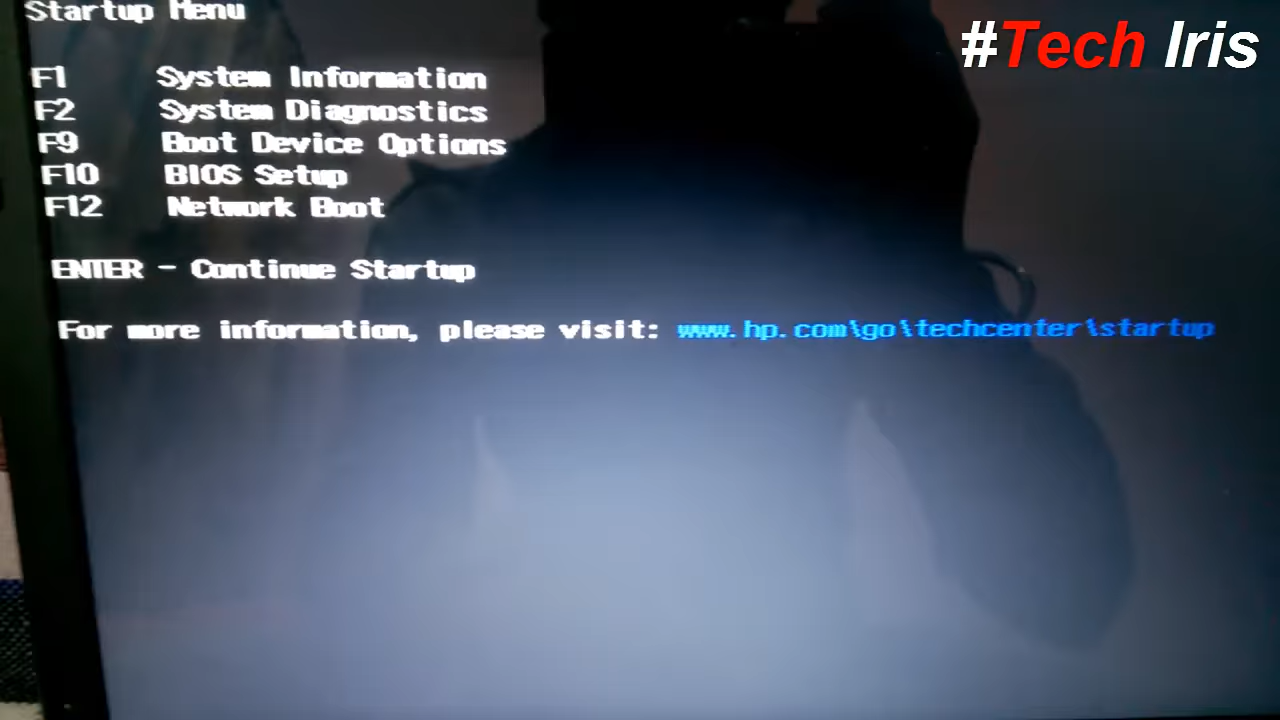 Startup Menu
#Tech Iris
F1 System Information
F2 System Diagnostics
F9 Boot Device Options
F10 BIOS Setup
F12 Network Boot
ENTER - Continue Startup
For more information, please visit: www.hp.com\go\techcenter\startup